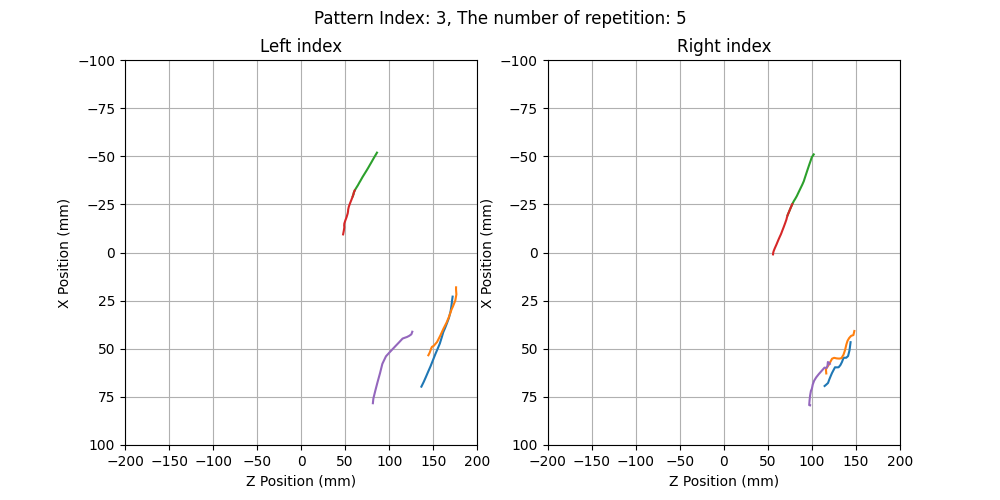 Pattern Index: 3, The number of repetition: 5
Left index
Right index
−100
−75
−50
−25
0
25
50
75
100
X Position (mm)
−200 −150 −100 −50 0 50 100 150 200
Z Position (mm)
−100
−75
−50
−25
0
25
50
75
100
X Position (mm)
−200 −150 −100 −50 0 50 100 150 200
Z Position (mm)